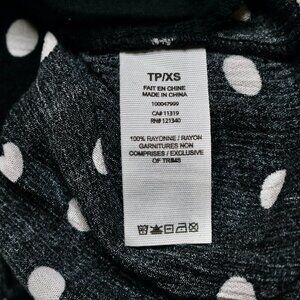 TP/XS
FAIT EN CHINE
MADE IN CHINA
100047999
CA# 11319
RN# 121340
100% RAYONNE / RAYON
GARNITURES NON
COMPRISES / EXCLUSIVE
OF TRIMS